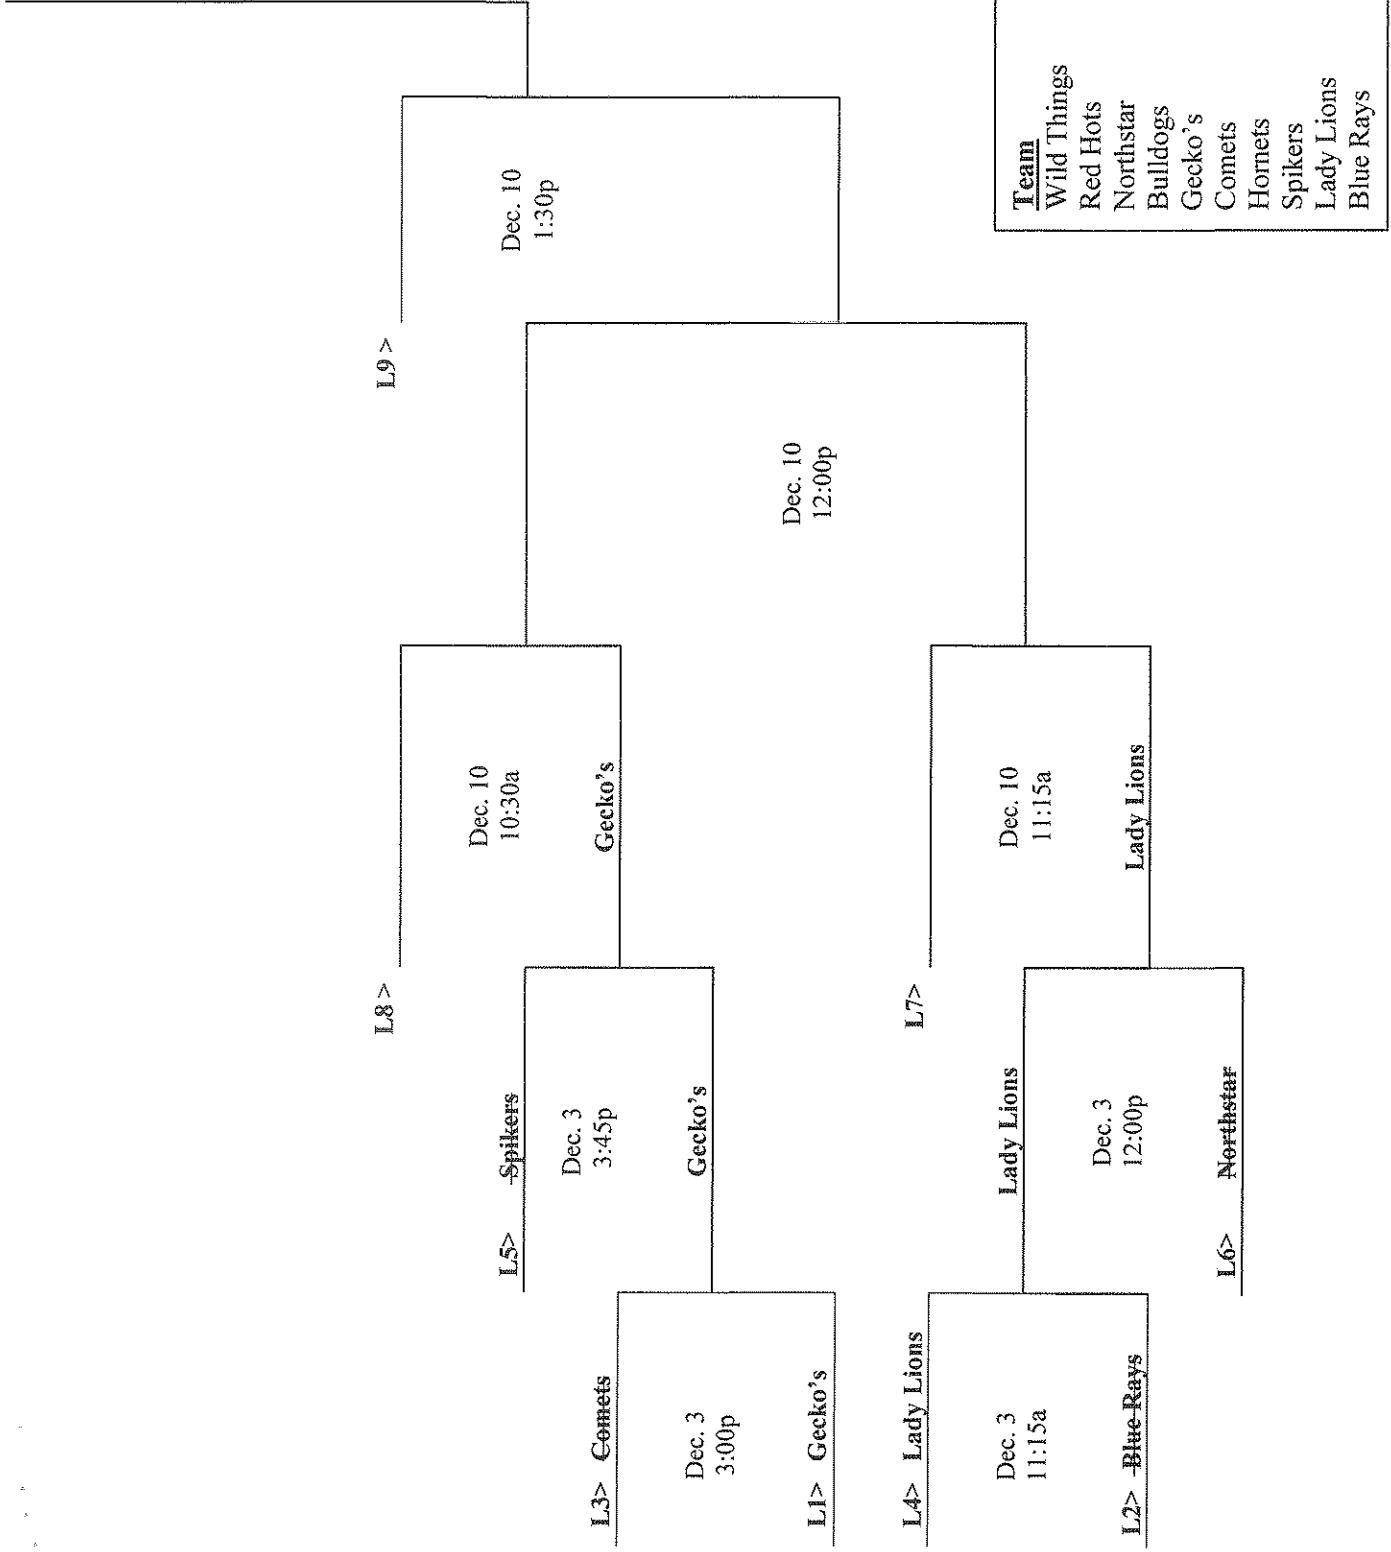 L3> Comets
Dec. 3
3:00p
L1> Gecko's
L4> Lady Lions
Dec. 3
11:15a
L2> Blue Rays
L5> Spikers
Dec. 3
3:45p
Gecko's
Lady Lions
Dec. 3
12:00p
L6> Northstar
L8 >
Dec. 10
10:30a
Gecko's
L7>
Dec. 10
11:15a
Lady Lions
Dec. 10
12:00p
L9 >
Dec. 10
1:30p
Team
Wild Things
Red Hots
Northstar
Bulldogs
Gecko's
Comets
Hornets
Spikers
Lady Lions
Blue Rays